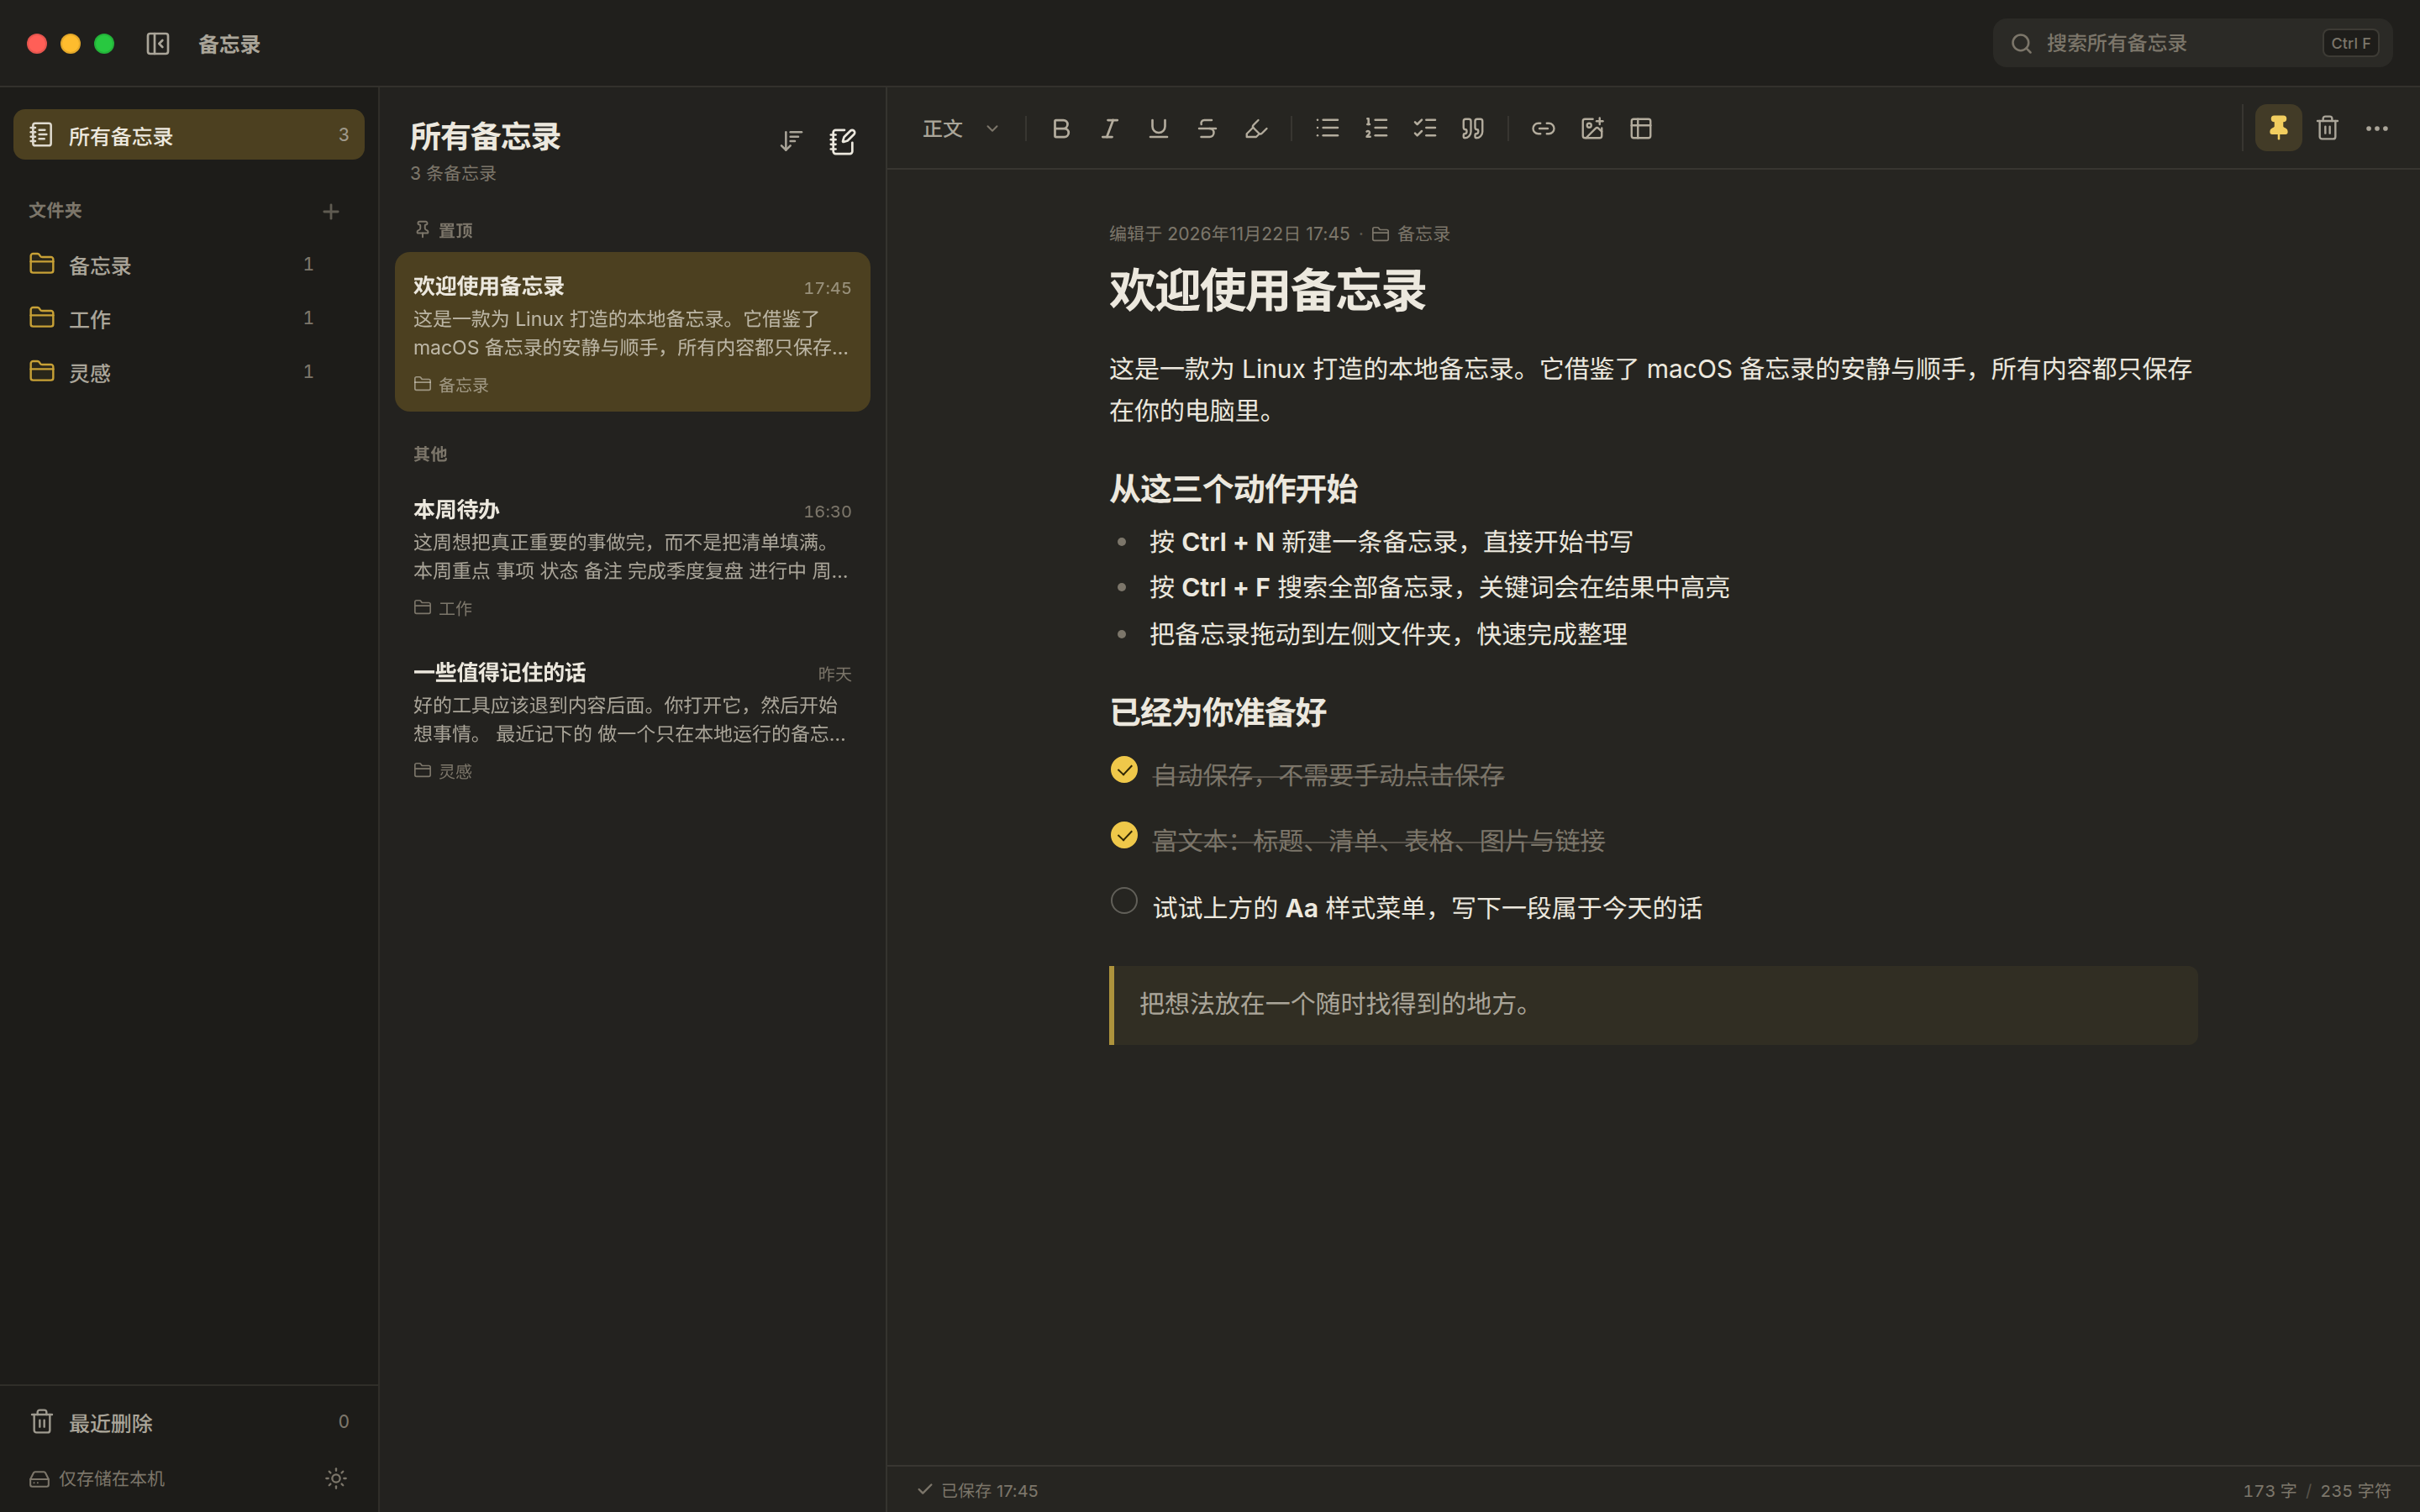 备忘录
搜索所有备忘录
Ctrl F
所有备忘录 3
文件夹
备忘录 1
工作 1
灵感 1
最近删除 0
仅存储在本机
所有备忘录
3 条备忘录
置顶
欢迎使用备忘录 17:45
这是一款为 Linux 打造的本地备忘录。它借鉴了
macOS 备忘录的安静与顺手，所有内容都只保存...
备忘录
其他
本周待办 16:30
这周想把真正重要的事做完，而不是把清单填满。
本周重点 事项 状态 备注 完成季度复盘 进行中 周...
工作
一些值得记住的话 昨天
好的工具应该退到内容后面。你打开它，然后开始
想事情。 最近记下的 做一个只在本地运行的备忘...
灵感
正文
编辑于 2026年11月22日 17:45 · 备忘录
欢迎使用备忘录
这是一款为 Linux 打造的本地备忘录。它借鉴了 macOS 备忘录的安静与顺手，所有内容都只保存
在你的电脑里。
从这三个动作开始
按 Ctrl + N 新建一条备忘录，直接开始书写
按 Ctrl + F 搜索全部备忘录，关键词会在结果中高亮
把备忘录拖动到左侧文件夹，快速完成整理
已经为你准备好
自动保存，不需要手动点击保存
富文本：标题、清单、表格、图片与链接
试试上方的 Aa 样式菜单，写下一段属于今天的话
把想法放在一个随时找得到的地方。
已保存 17:45
173 字 / 235 字符